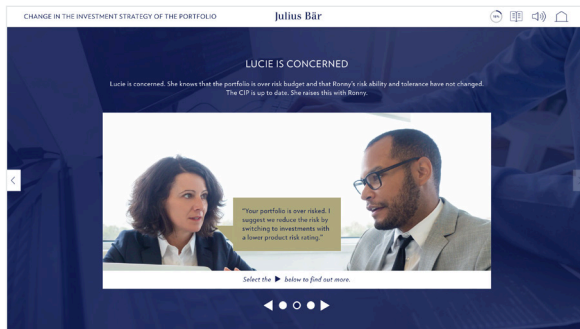 CHANGE IN THE INVESTMENT STRATEGY OF THE PORTFOLIO
Julius Bär
LUCIE IS CONCERNED
Lucie is concerned. She knows that the portfolio is over risk budget and that Ronny's risk ability and tolerance have not changed.
The CIP is up to date. She raises this with Ronny.
"Your portfolio is over risked. I
suggest we reduce the risk by
switching to investments with
a lower product risk rating."
Select the ▶ below to find out more.